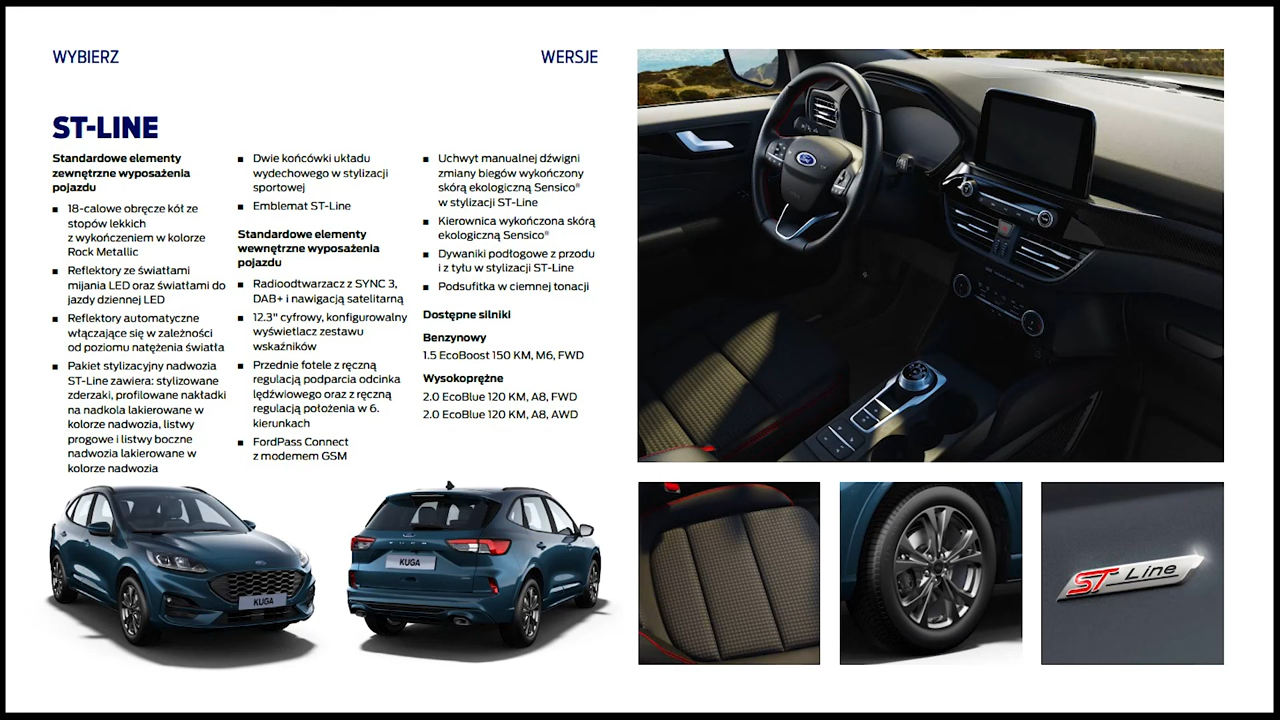 WYBIERZ
WERSJE
ST-LINE
Standardowe elementy
zewnętrzne wyposażenia
pojazdu
▪ 18-calowe obręcze kół ze
stopów lekkich
z wykończeniem w kolorze
Rock Metallic
▪ Reflektory ze światłami
mijania LED oraz światłami do
jazdy dziennej LED
▪ Reflektory automatyczne
włączające się w zależności
od poziomu natężenia światła
▪ Pakiet stylizacyjny nadwozia
ST-Line zawiera: stylizowane
zderzaki, profilowane nakładki
na nadkola lakierowane w
kolorze nadwozia, listwy
progowe i listwy boczne
nadwozia lakierowane w
kolorze nadwozia
▪ Dwie końcówki układu
wydechowego w stylizacji
sportowej
▪ Emblemat ST-Line
Standardowe elementy
wewnętrzne wyposażenia
pojazdu
▪ Radioodtwarzacz z SYNC 3,
DAB+ i nawigacją satelitarną
▪ 12.3" cyfrowy, konfigurowalny
wyświetlacz zestawu
wskaźników
▪ Przednie fotele z ręczną
regulacją podparcia odcinka
lędźwiowego oraz z ręczną
regulacją położenia w 6.
kierunkach
▪ FordPass Connect
z modemem GSM
▪ Uchwyt manualnej dźwigni
zmiany biegów wykończony
skórą ekologiczną Sensico®
w stylizacji ST-Line
▪ Kierownica wykończona skórą
ekologiczną Sensico®
▪ Dywaniki podłogowe z przodu
i z tyłu w stylizacji ST-Line
▪ Podsufitka w ciemnej tonacji
Dostępne silniki
Benzynowy
1.5 EcoBoost 150 KM, M6, FWD
Wysokoprężne
2.0 EcoBlue 120 KM, A8, FWD
2.0 EcoBlue 120 KM, A8, AWD
KUGA
KUGA
KUGA
Ford
ST Line